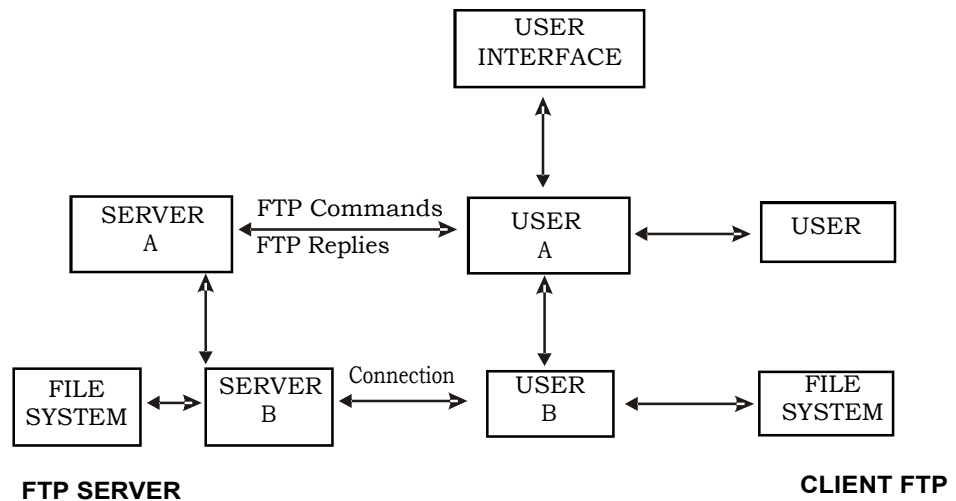 USER
INTERFACE
SERVER
A
FTP Commands
FTP Replies
USER
A
USER
FILE
SYSTEM
SERVER
B
Connection
USER
B
FILE
SYSTEM
FTP SERVER
CLIENT FTP